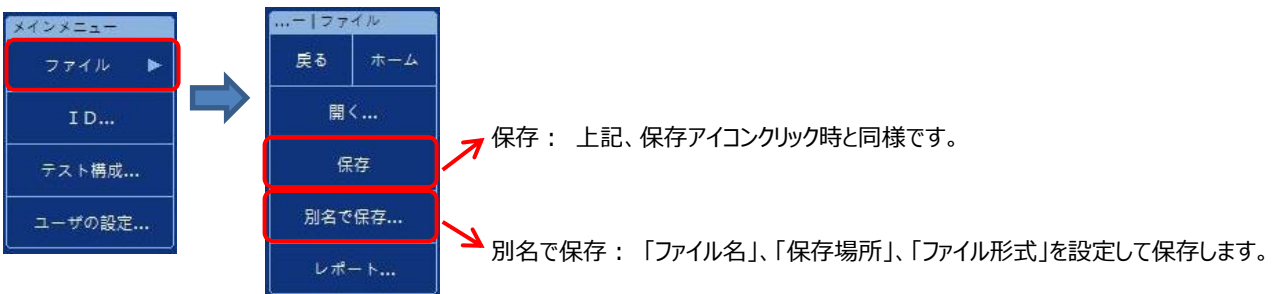 メインメニュー
ファイル ▶
ＩＤ...
テスト構成...
ユーザの設定...
...ー|ファイル
戻る
ホーム
開く...
保存
別名で保存...
レポート...
保存： 上記、保存アイコンクリック時と同様です。
別名で保存： 「ファイル名」、「保存場所」、「ファイル形式」を設定して保存します。